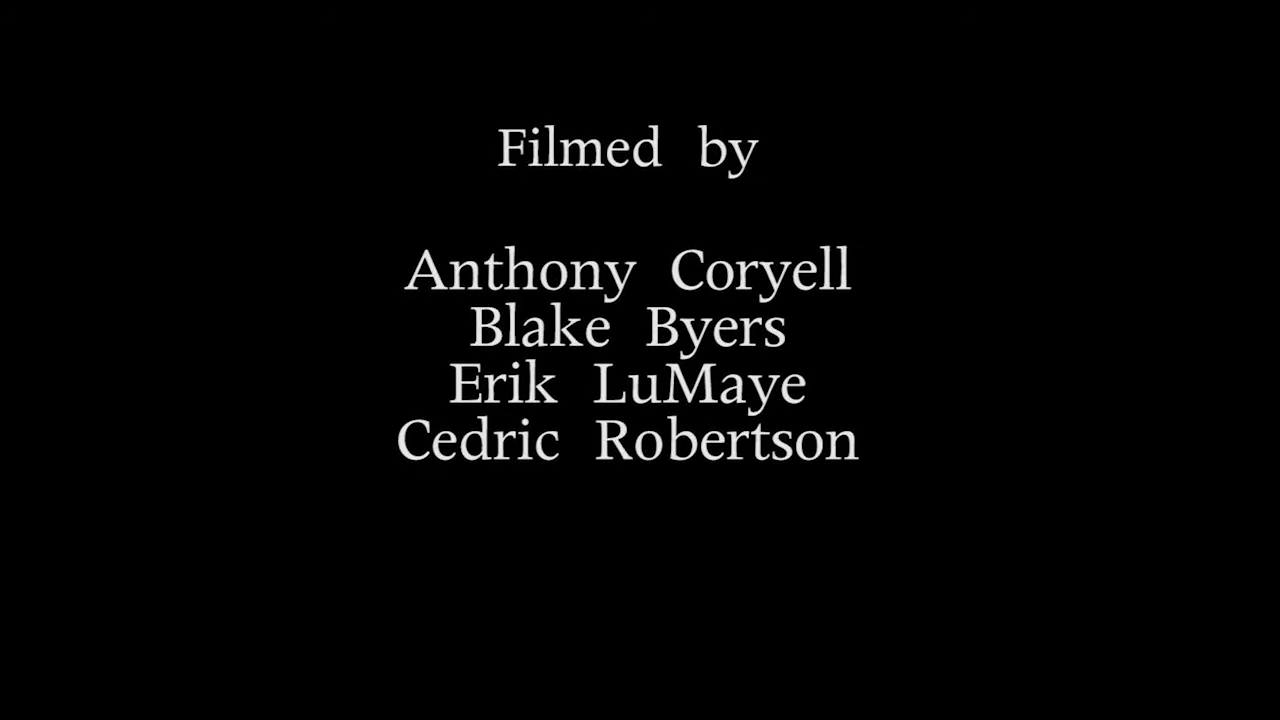 Filmed by
Anthony Coryell
Blake Byers
Erik LuMaye
Cedric Robertson